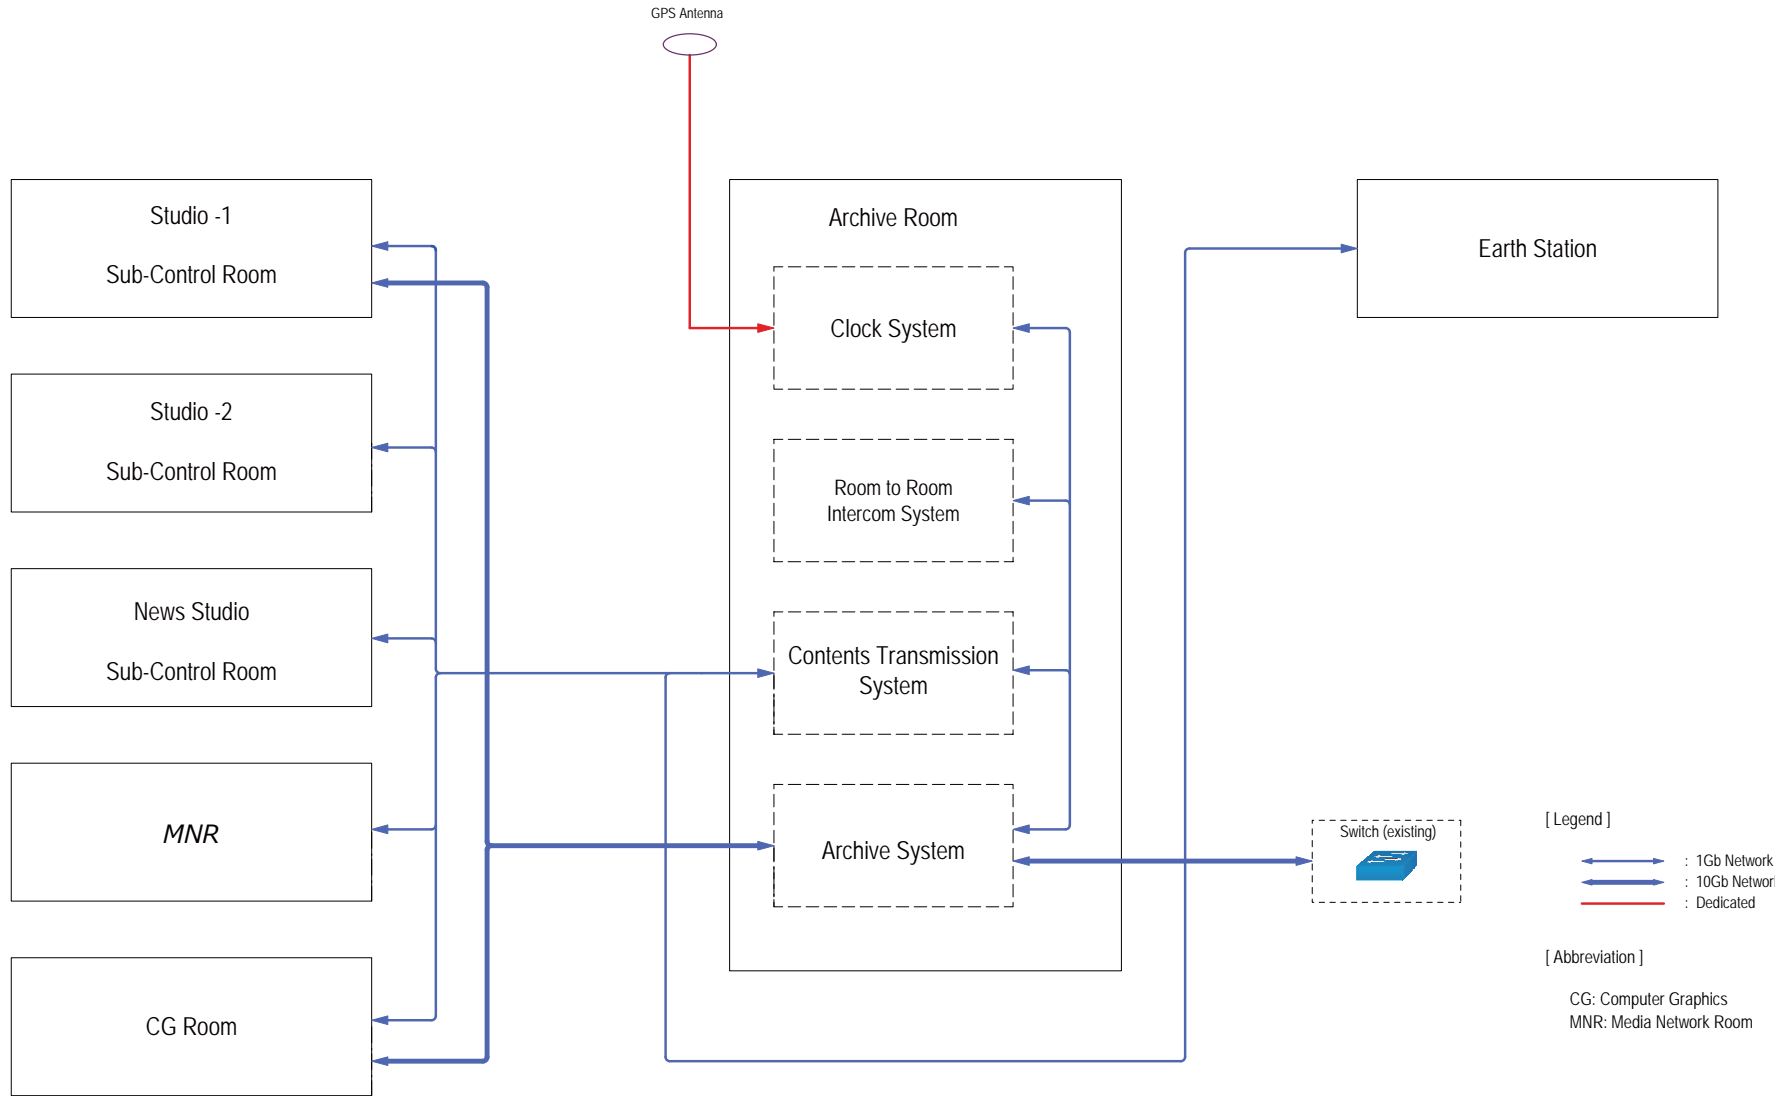 GPS Antenna
Studio -1
Sub-Control Room
Studio -2
Sub-Control Room
News Studio
Sub-Control Room
MNR
CG Room
Archive Room
Clock System
Room to Room
Intercom System
Contents Transmission
System
Archive System
Earth Station
Switch (existing)
[ Legend ]
: 1Gb Network
: 10Gb Network
: Dedicated
[ Abbreviation ]
CG: Computer Graphics
MNR: Media Network Room